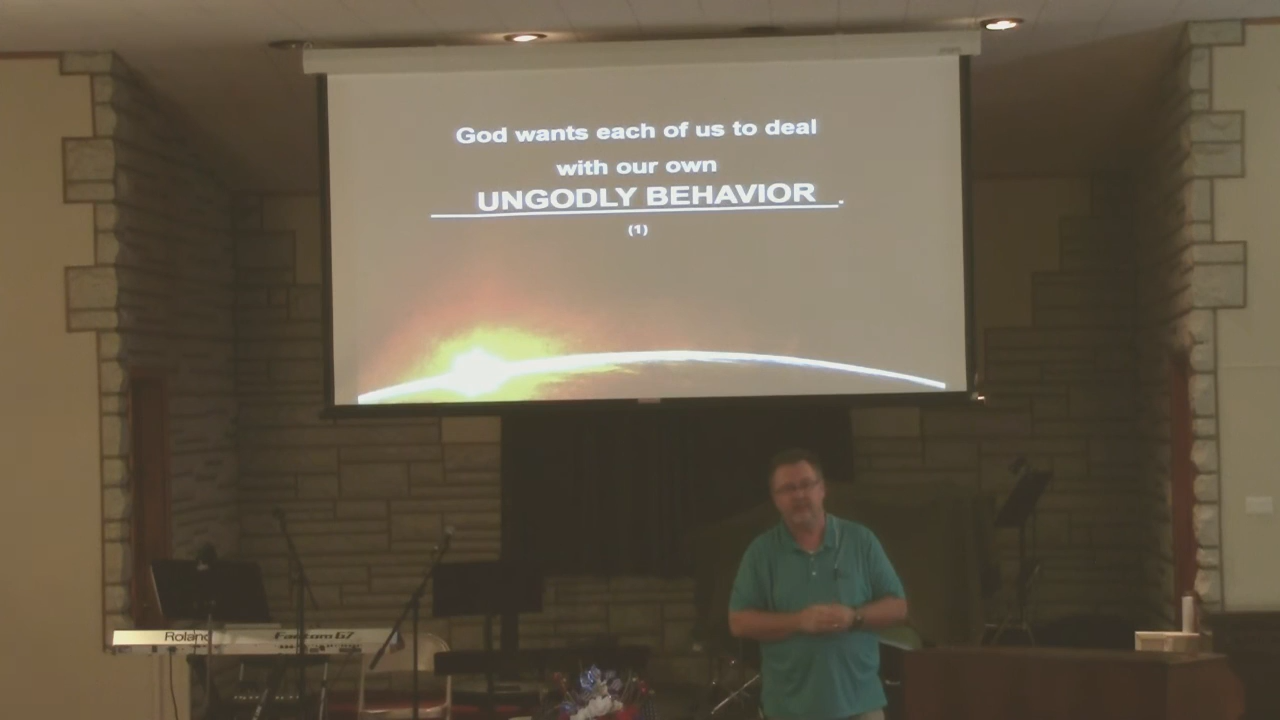 God wants each of us to deal
with our own
UNGODLY BEHAVIOR.
(1)
Roland
Fantom G7